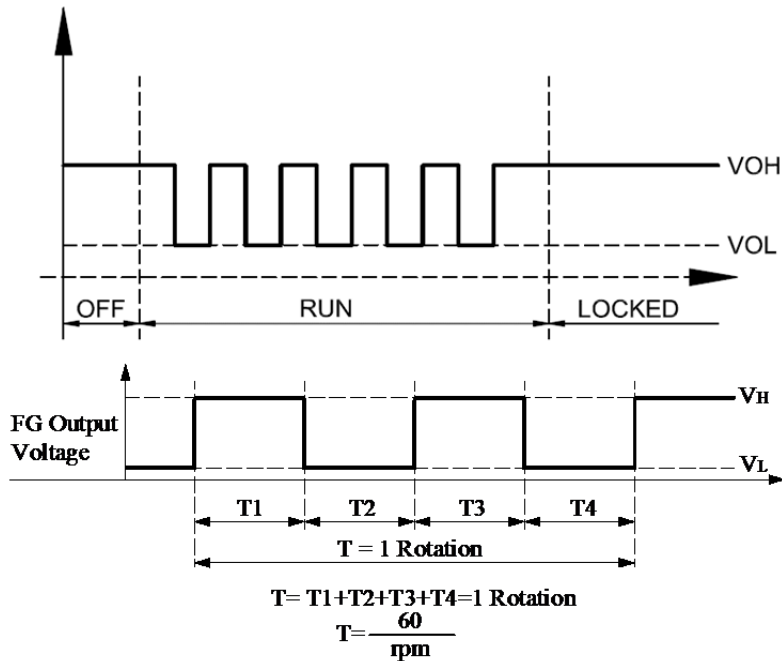 VOH
VOL
OFF RUN LOCKED
FG Output
Voltage
VH
VL
T1 T2 T3 T4
T = 1 Rotation
T= T1+T2+T3+T4=1 Rotation
T= 60
rpm